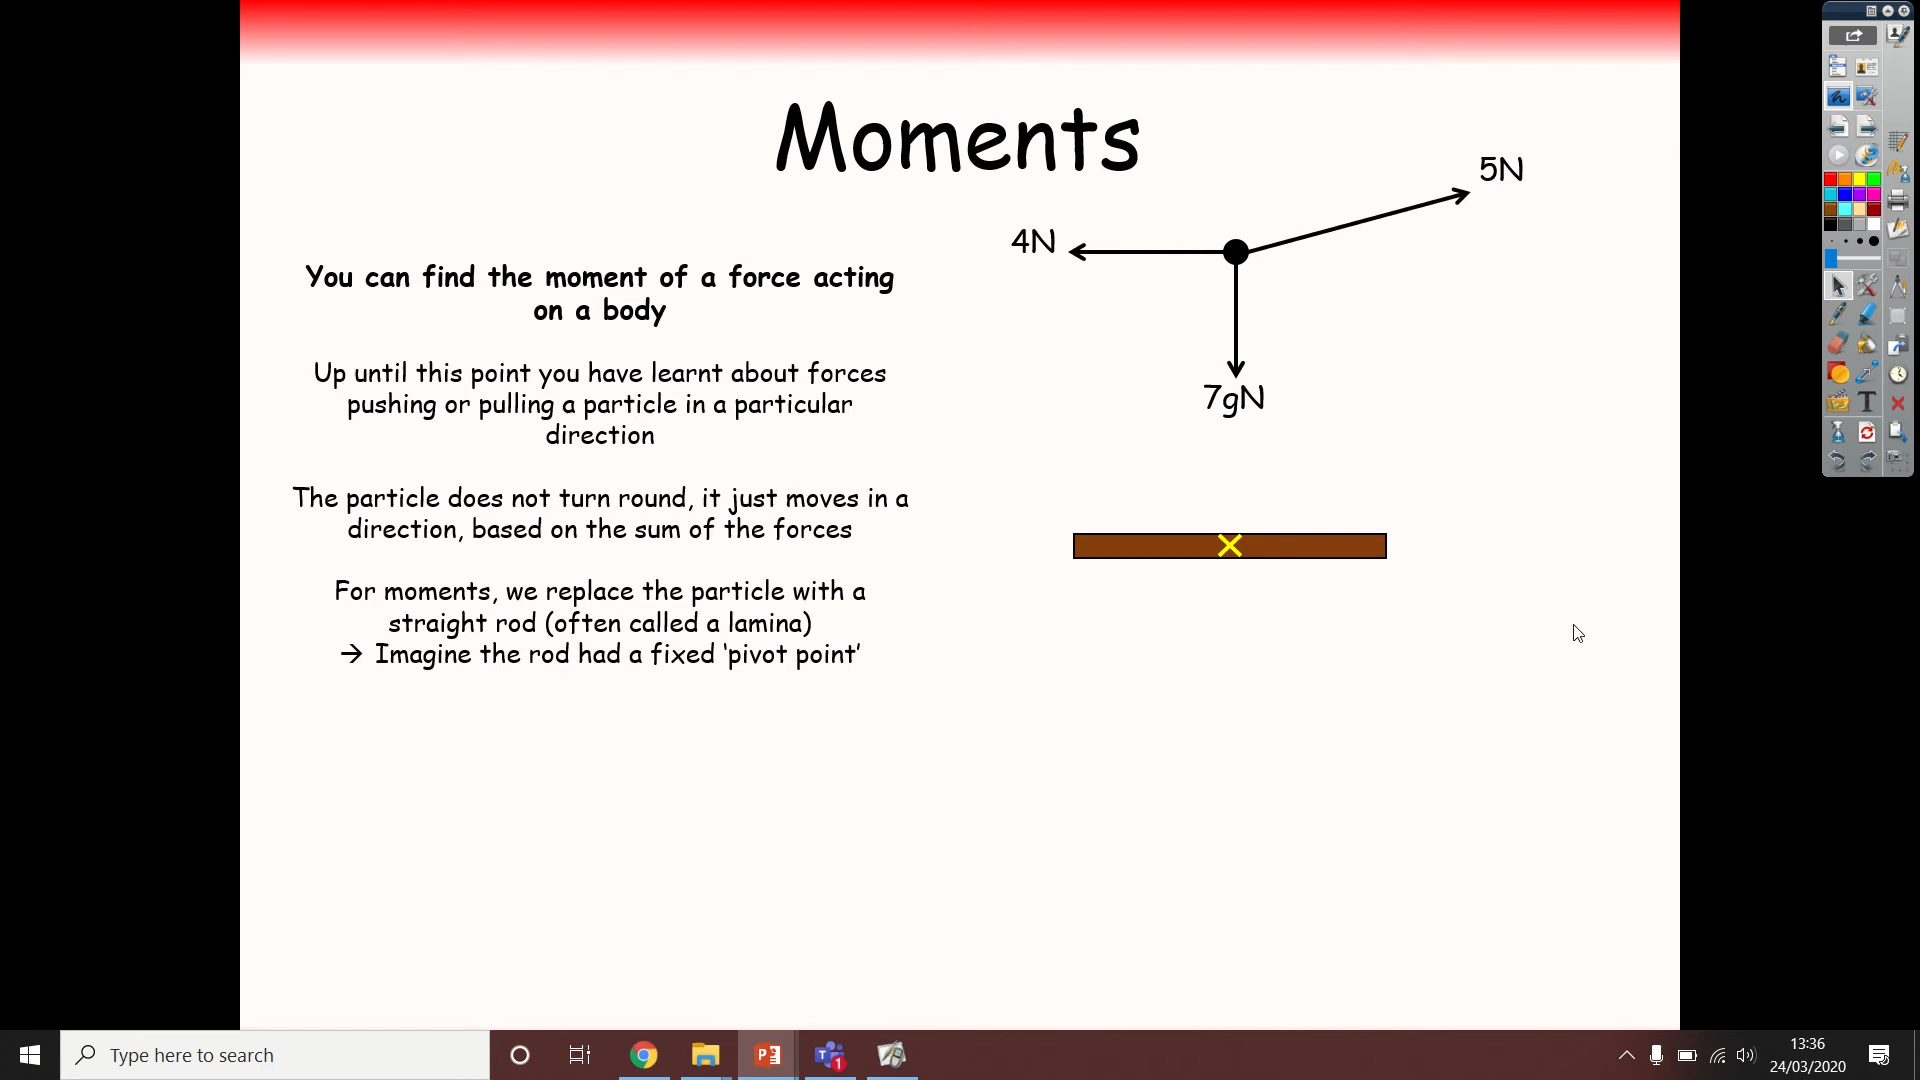 Moments
5N
4N
You can find the moment of a force acting
on a body
Up until this point you have learnt about forces
pushing or pulling a particle in a particular
direction
7gN
The particle does not turn round, it just moves in a
direction, based on the sum of the forces
For moments, we replace the particle with a
straight rod (often called a lamina)
→ Imagine the rod had a fixed ‘pivot point’
Type here to search
13:36
24/03/2020